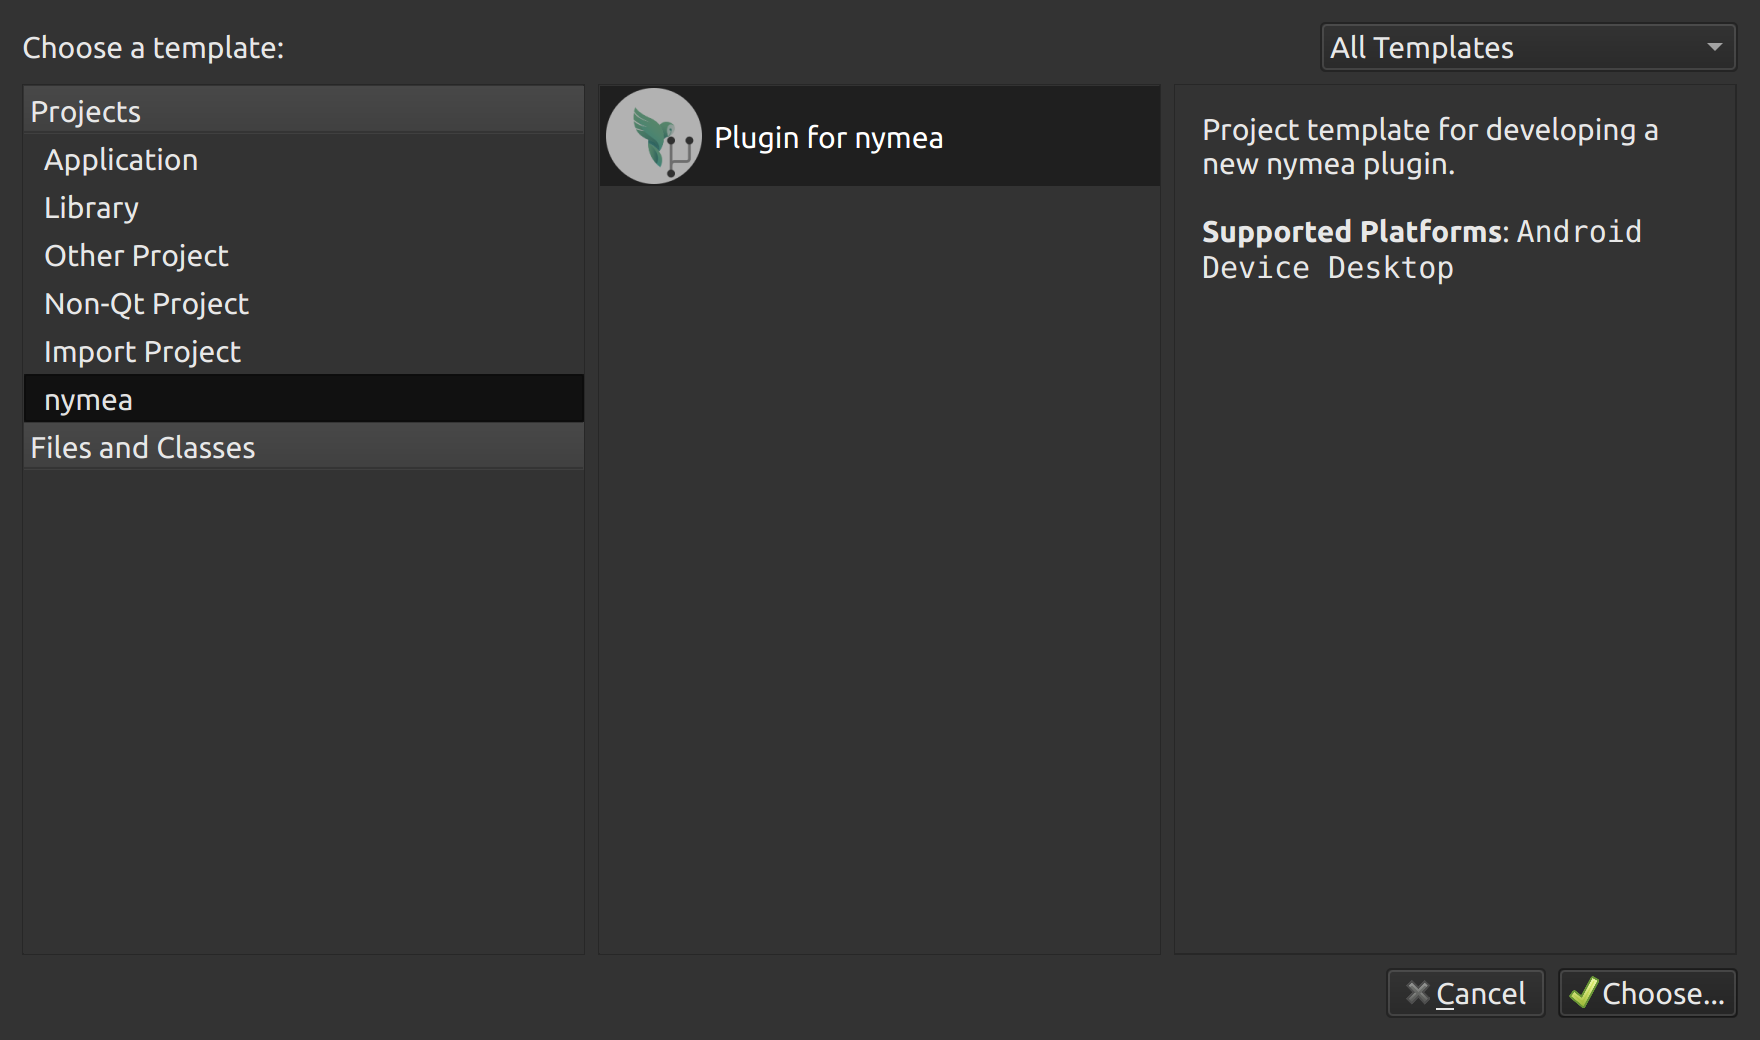 Choose a template:
All Templates
Projects
Application
Library
Other Project
Non-Qt Project
Import Project
nymea
Files and Classes
Plugin for nymea
Project template for developing a
new nymea plugin.
Supported Platforms: Android
Device Desktop
Cancel
Choose...